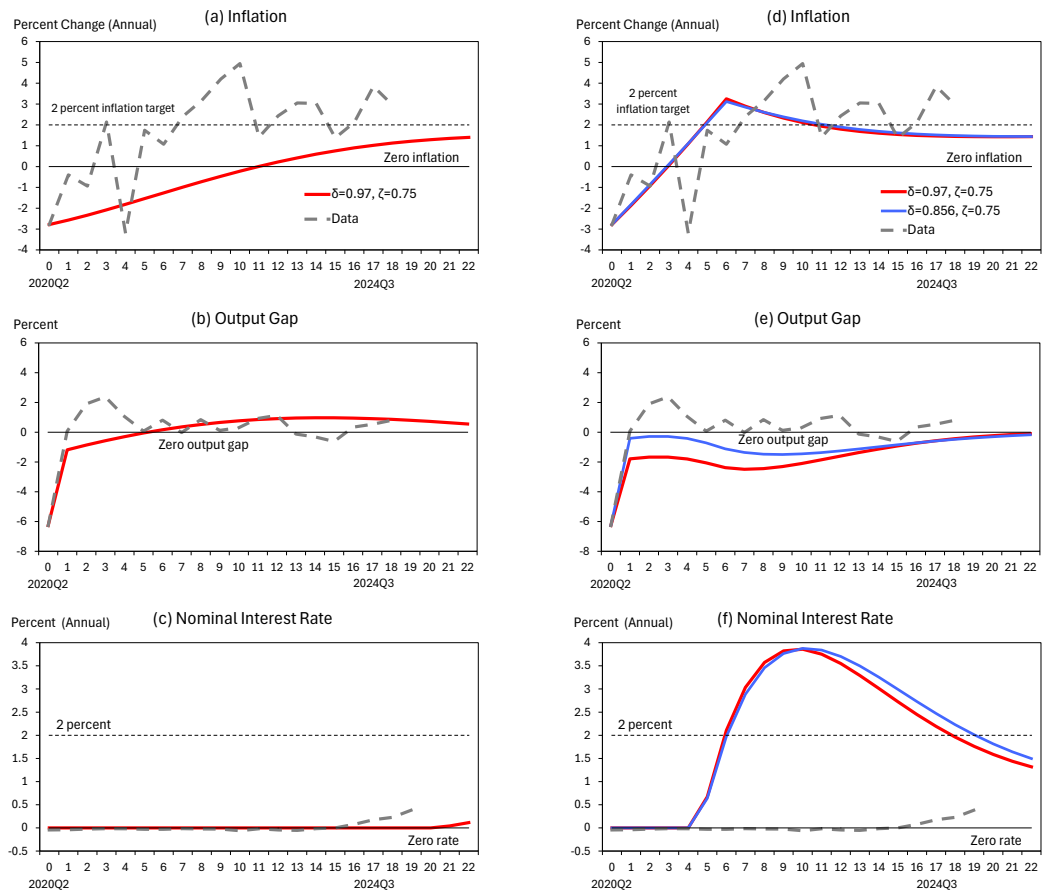 (a) Inflation
Percent Change (Annual)
6
5
4
3
2
1
0
-1
-2
-3
-4
2 percent inflation target
Zero inflation
δ=0.97, ζ=0.75
Data
0 1 2 3 4 5 6 7 8 9 10 11 12 13 14 15 16 17 18 19 20 21 22
2020Q2 2024Q3
(d) Inflation
Percent Change (Annual)
6
5
4
3
2
1
0
-1
-2
-3
-4
2 percent
inflation target
Zero inflation
δ=0.97, ζ=0.75
δ=0.856, ζ=0.75
Data
0 1 2 3 4 5 6 7 8 9 10 11 12 13 14 15 16 17 18 19 20 21 22
2020Q2 2024Q3
(b) Output Gap
Percent
6
4
2
0
-2
-4
-6
-8
Zero output gap
0 1 2 3 4 5 6 7 8 9 10 11 12 13 14 15 16 17 18 19 20 21 22
2020Q2 2024Q3
(e) Output Gap
Percent
6
4
2
0
-2
-4
-6
-8
Zero output gap
0 1 2 3 4 5 6 7 8 9 10 11 12 13 14 15 16 17 18 19 20 21 22
2020Q2 2024Q3
(c) Nominal Interest Rate
Percent (Annual)
4
3.5
3
2.5
2
1.5
1
0.5
0
-0.5
2 percent
Zero rate
0 1 2 3 4 5 6 7 8 9 10 11 12 13 14 15 16 17 18 19 20 21 22
2020Q2 2024Q3
(f) Nominal Interest Rate
Percent (Annual)
4
3.5
3
2.5
2
1.5
1
0.5
0
-0.5
2 percent
Zero rate
0 1 2 3 4 5 6 7 8 9 10 11 12 13 14 15 16 17 18 19 20 21 22
2020Q2 2024Q3